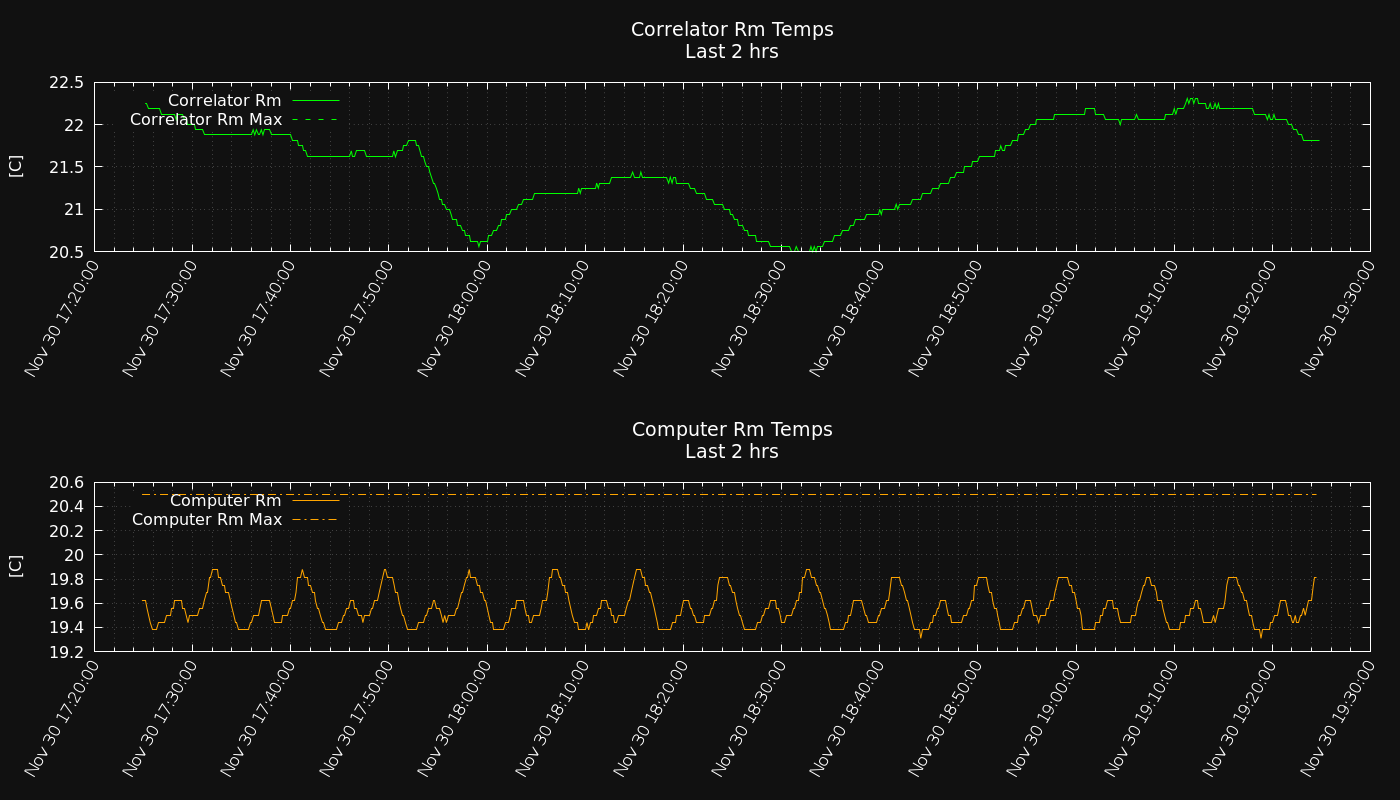 Correlator Rm Temps
Last 2 hrs
22.5
22
21.5
21
20.5
[C]
Correlator Rm
Correlator Rm Max
Nov 30 17:20:00
Nov 30 17:30:00
Nov 30 17:40:00
Nov 30 17:50:00
Nov 30 18:00:00
Nov 30 18:10:00
Nov 30 18:20:00
Nov 30 18:30:00
Nov 30 18:40:00
Nov 30 18:50:00
Nov 30 19:00:00
Nov 30 19:10:00
Nov 30 19:20:00
Nov 30 19:30:00
Computer Rm Temps
Last 2 hrs
20.6
20.4
20.2
20
19.8
19.6
19.4
19.2
[C]
Computer Rm
Computer Rm Max
Nov 30 17:20:00
Nov 30 17:30:00
Nov 30 17:40:00
Nov 30 17:50:00
Nov 30 18:00:00
Nov 30 18:10:00
Nov 30 18:20:00
Nov 30 18:30:00
Nov 30 18:40:00
Nov 30 18:50:00
Nov 30 19:00:00
Nov 30 19:10:00
Nov 30 19:20:00
Nov 30 19:30:00